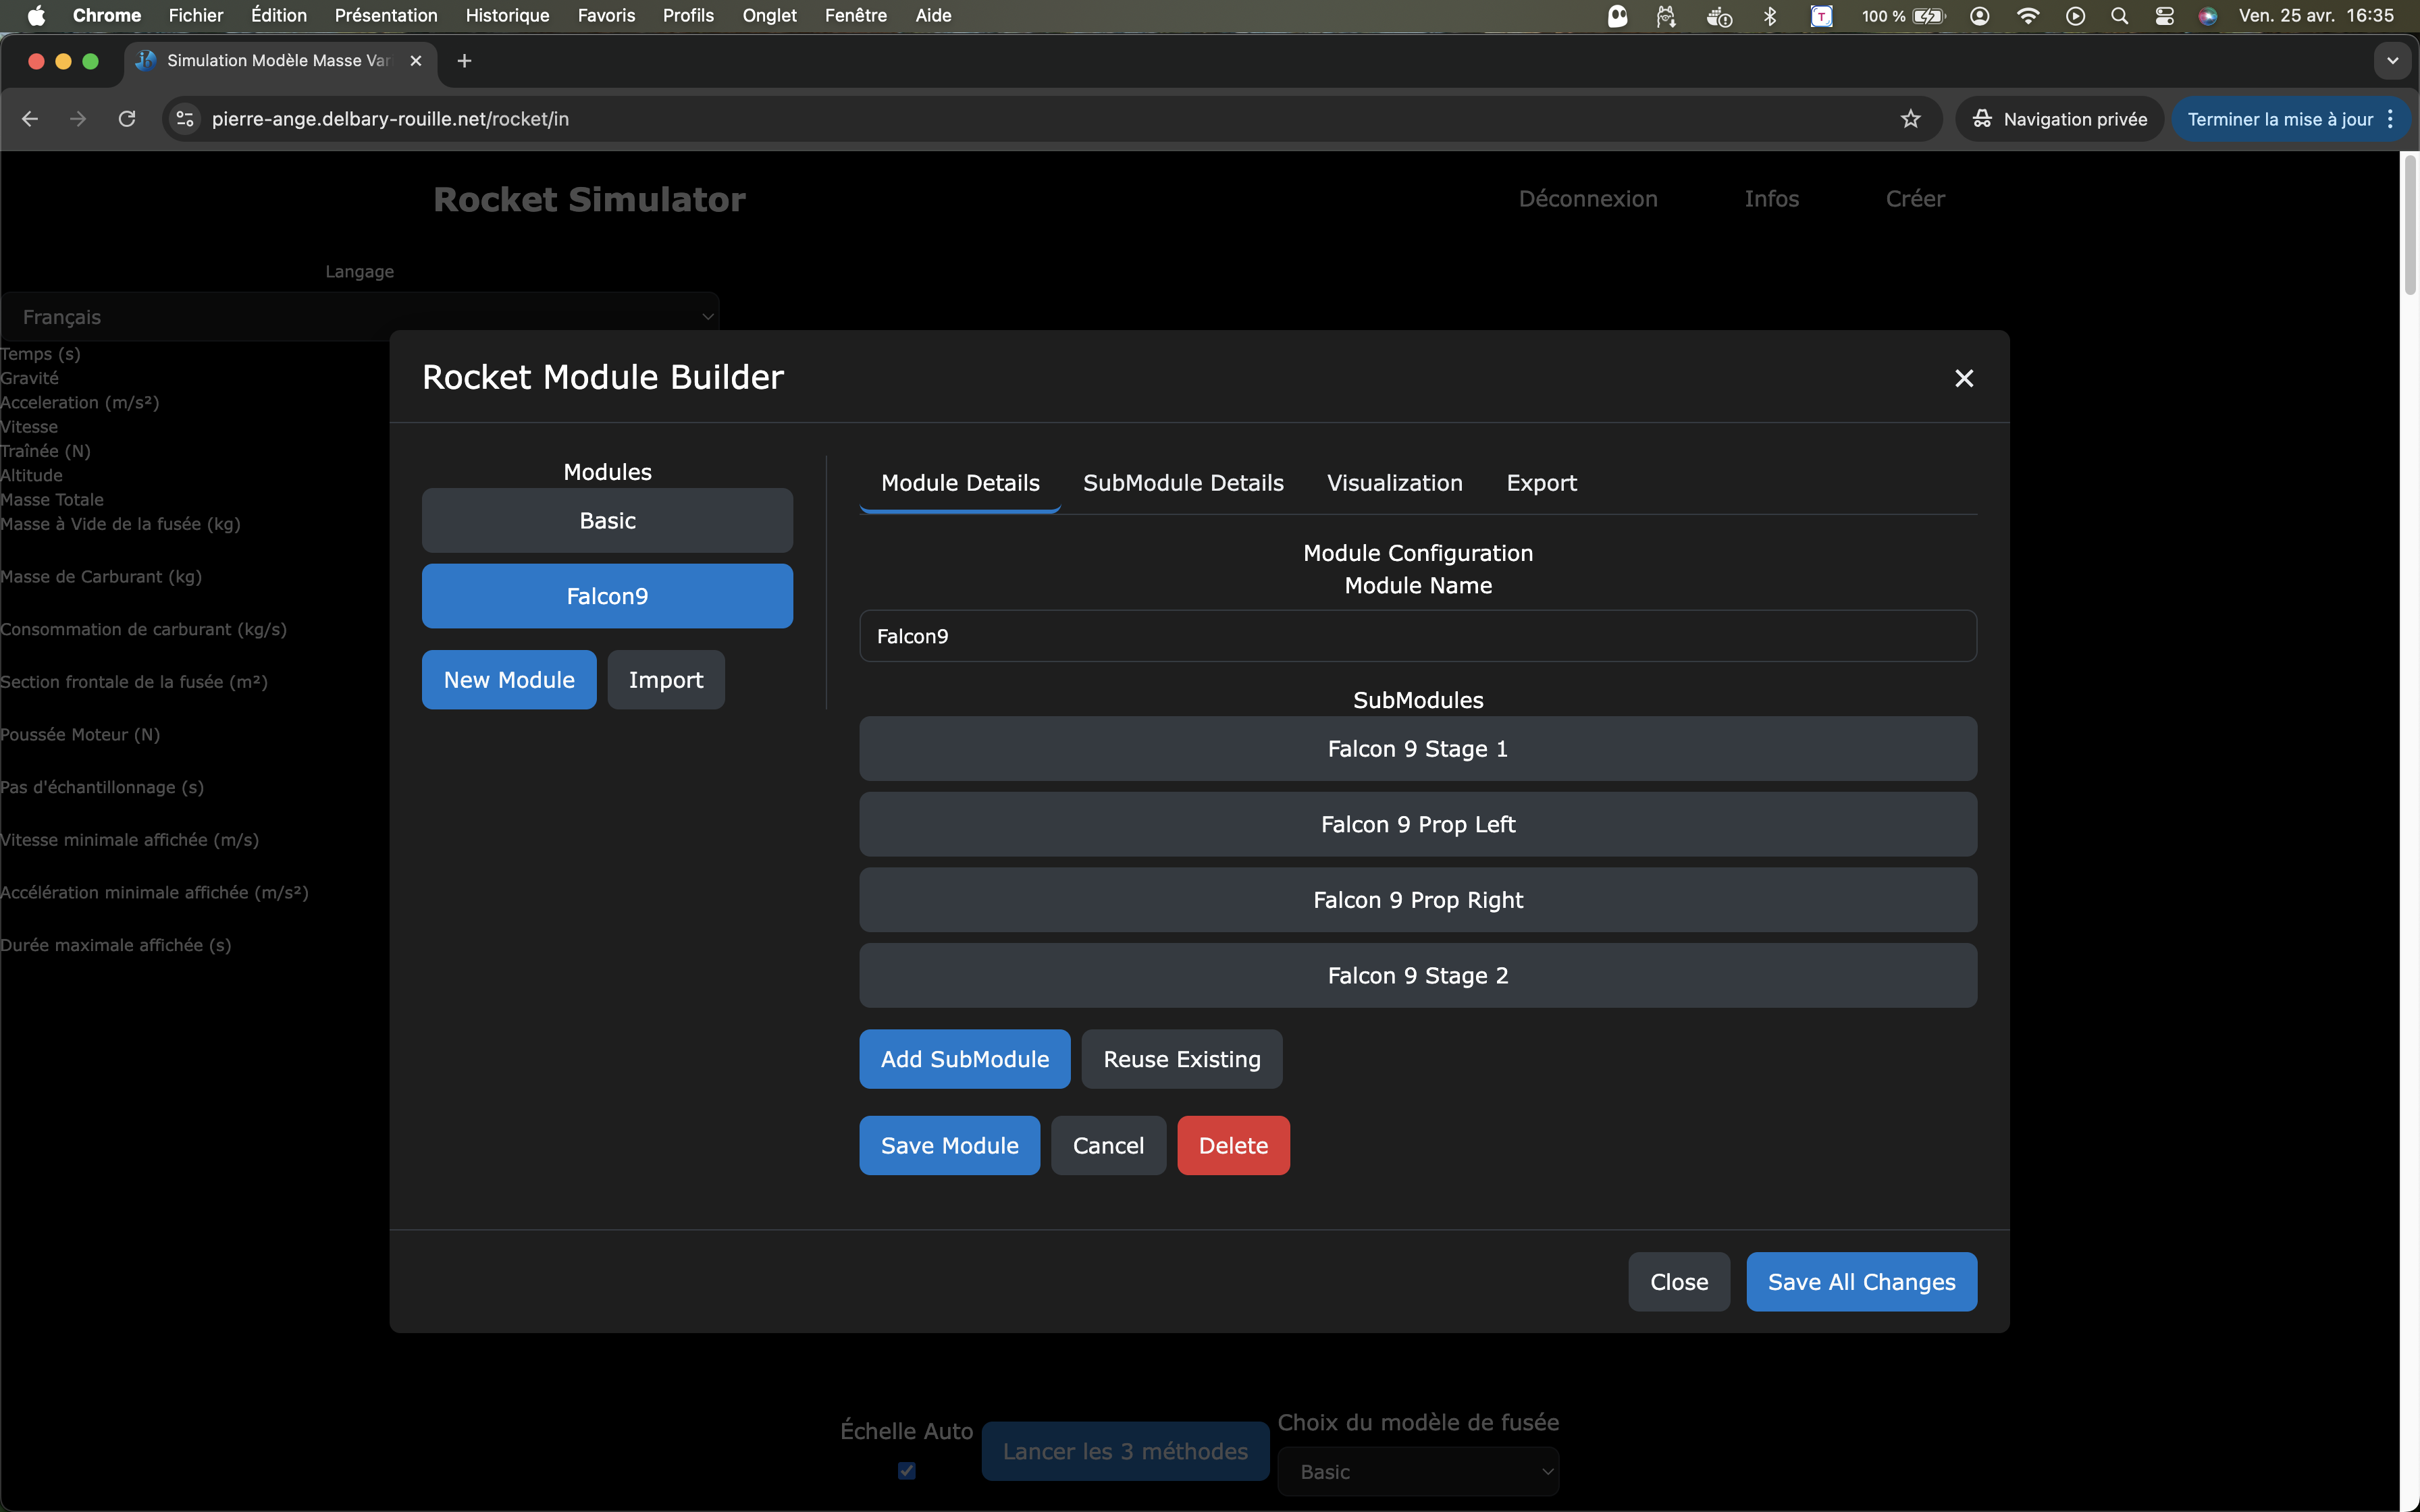 Chrome Fichier Édition Présentation Historique Favoris Profils Onglet Fenêtre Aide T 100 % Ven. 25 avr. 16:35
Simulation Modèle Masse Var
pierre-ange.delbary-rouille.net/rocket/in Navigation privée Terminer la mise à jour
Rocket Simulator Déconnexion Infos Créer
Langage
Français
Temps (s)
Gravité
Acceleration (m/s²)
Vitesse
Traînée (N)
Altitude
Masse Totale
Masse à Vide de la fusée (kg)
Masse de Carburant (kg)
Consommation de carburant (kg/s)
Section frontale de la fusée (m²)
Poussée Moteur (N)
Pas d'échantillonnage (s)
Vitesse minimale affichée (m/s)
Accélération minimale affichée (m/s²)
Durée maximale affichée (s)
Rocket Module Builder
Modules
Basic
Falcon9
New Module Import
Module Details SubModule Details Visualization Export
Module Configuration
Module Name
Falcon9
SubModules
Falcon 9 Stage 1
Falcon 9 Prop Left
Falcon 9 Prop Right
Falcon 9 Stage 2
Add SubModule Reuse Existing
Save Module Cancel Delete
Close Save All Changes
Échelle Auto
Lancer les 3 méthodes
Choix du modèle de fusée
Basic